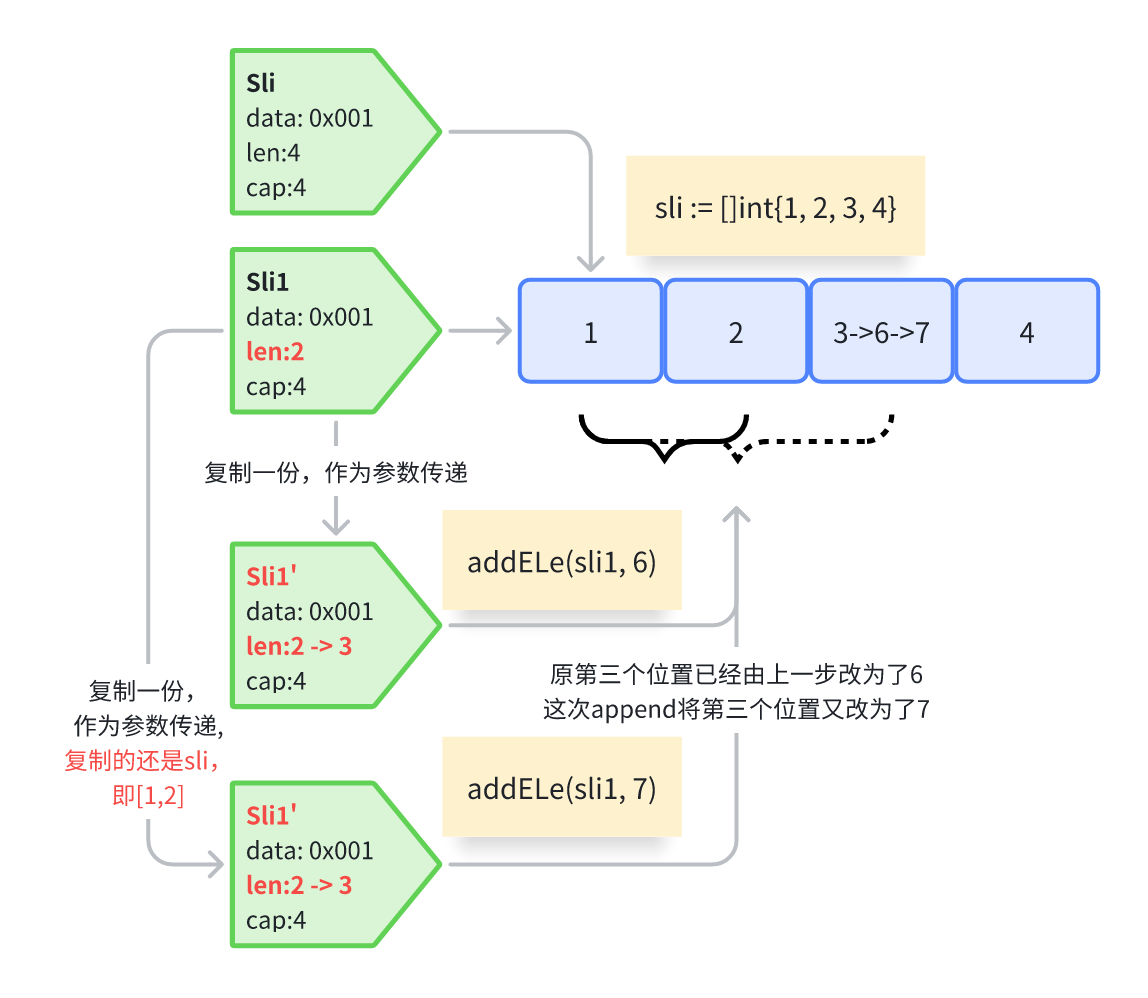 Sli
data: 0x001
len:4
cap:4
sli := []int{1, 2, 3, 4}
Sli1
data: 0x001
len:2
cap:4
1
2
3->6->7
4
复制一份，作为参数传递
addELe(sli1, 6)
Sli1'
data: 0x001
len:2 -> 3
cap:4
原第三个位置已经由上一步改为了6
这次append将第三个位置又改为了7
复制一份，
作为参数传递,
复制的还是sli，
即[1,2]
addELe(sli1, 7)
Sli1'
data: 0x001
len:2 -> 3
cap:4